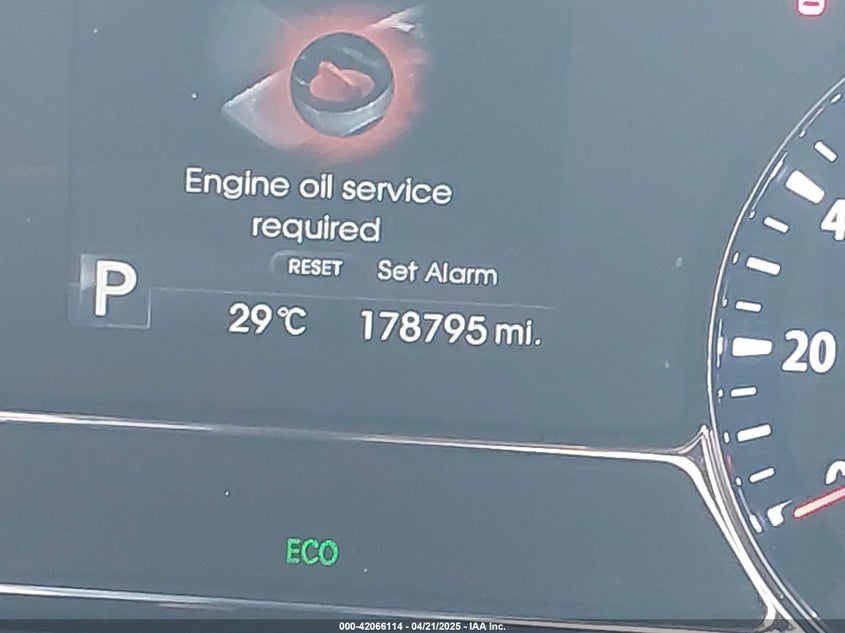 Engine oil service
required
RESET Set Alarm
P
29°C 178795 mi.
20
ECO
000-42066114 - 04/21/2025 - IAA Inc.